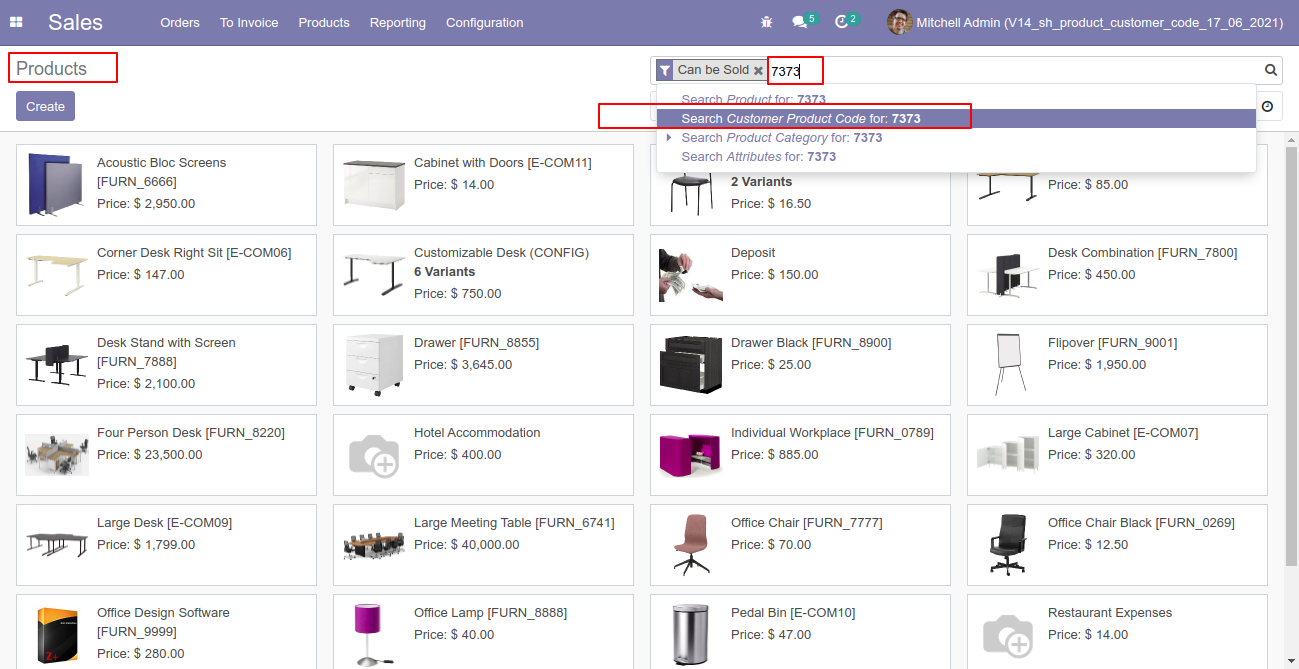 Sales
Orders
To Invoice
Products
Reporting
Configuration
5
2
Mitchell Admin (V14_sh_product_customer_code_17_06_2021)
Products
Can be Sold
7373
Create
Search Product for: 7373
Search Customer Product Code for: 7373
Search Product Category for: 7373
Search Attributes for: 7373
Acoustic Bloc Screens
[FURN_6666]
Price: $ 2,950.00
Cabinet with Doors [E-COM11]
Price: $ 14.00
2 Variants
Price: $ 16.50
Price: $ 85.00
Corner Desk Right Sit [E-COM06]
Price: $ 147.00
Customizable Desk (CONFIG)
6 Variants
Price: $ 750.00
Deposit
Price: $ 150.00
Desk Combination [FURN_7800]
Price: $ 450.00
Desk Stand with Screen
[FURN_7888]
Price: $ 2,100.00
Drawer [FURN_8855]
Price: $ 3,645.00
Drawer Black [FURN_8900]
Price: $ 25.00
Flipover [FURN_9001]
Price: $ 1,950.00
Four Person Desk [FURN_8220]
Price: $ 23,500.00
Hotel Accommodation
Price: $ 400.00
Individual Workplace [FURN_0789]
Price: $ 885.00
Large Cabinet [E-COM07]
Price: $ 320.00
Large Desk [E-COM09]
Price: $ 1,799.00
Large Meeting Table [FURN_6741]
Price: $ 40,000.00
Office Chair [FURN_7777]
Price: $ 70.00
Office Chair Black [FURN_0269]
Price: $ 12.50
Office Design Software
[FURN_9999]
Price: $ 280.00
Office Lamp [FURN_8888]
Price: $ 40.00
Pedal Bin [E-COM10]
Price: $ 47.00
Restaurant Expenses
Price: $ 14.00